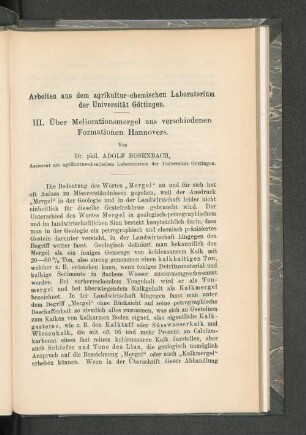 Arbeiten aus dem agrikultur-chemischen Laboratorium
der Universität Göttingen.
III. Über Meliorationsmergel aus verschiedenen
Formationen Hannovers.
Von
Dr. phil. ADOLF ROSENBACH,
Assistent am agrikultur-chemischen Laboratorium der Universität Göttingen.
Die Bedeutung des Wortes „Mergel“ an und für sich hat
oft Anlass zu Missverständnissen gegeben, weil der Ausdruck
„Mergel“ in der Geologie und in der Landwirtschaft leider nicht
einheitlich für dieselbe Gesteinsklasse gebraucht wird. Der
Unterschied des Wortes Mergel in geologisch-petrographischem
und im landwirtschaftlichen Sinn besteht darin, dass man in der
Geologie ein petrographisch und chemisch präzisiertes
Gestein darunter versteht, in der Landwirtschaft hingegen den
Begriff weiter fasst. Geologisch definiert man bekanntlich den
Mergel als ein inniges Gemenge von kohlensaurem Kalk mit
20—60 % Ton, also streng genommen einen kalkhaltigen Ton,
welcher z. B. entstehen kann, wenn toniges Detritusmaterial und
kalkige Sedimente in flachem Wasser zusammengeschwemmt
werden. Bei vorherrschendem Tongehalt wird er als Ton-
mergel und bei überwiegendem Kalkgehalt als Kalkmergel
bezeichnet. In der Landwirtschaft hingegen fasst man unter
dem Begriff „Mergel“ ohne Rücksicht auf seine petrographische
Beschaffenheit so ziemlich alles zusammen, was sich an Gesteinen
zum Kalken von kalkarmem Boden eignet, also eigentliche Kalk-
gesteine, wie z. B. den Kalktuff oder Süsswasserkalk und
Wiesenkalk, die mit oft 95 und mehr Prozent an Calcium-
karbonat einen fast reinen kohlensauren Kalk darstellen, aber
auch Schiefer und Tone des Lias, die geologisch unmöglich
Anspruch auf die Bezeichnung „Mergel“ oder auch „Kalkmergel“
erheben können. Wenn in der Überschrift dieser Abhandlung